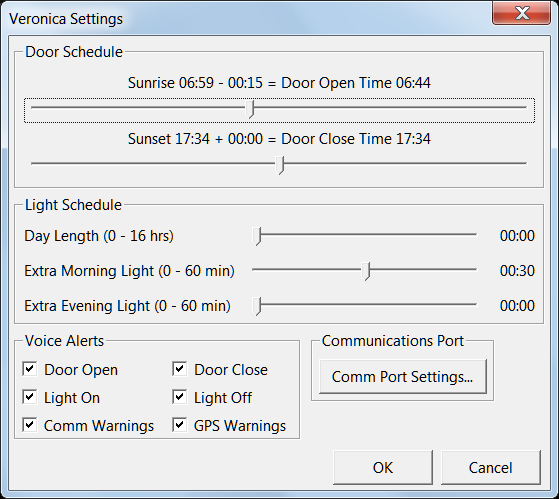 Veronica Settings
Door Schedule
Sunrise 06:59 - 00:15 = Door Open Time 06:44
Sunset 17:34 + 00:00 = Door Close Time 17:34
Light Schedule
Day Length (0 - 16 hrs) 00:00
Extra Morning Light (0 - 60 min) 00:30
Extra Evening Light (0 - 60 min) 00:00
Voice Alerts
Door Open Door Close
Light On Light Off
Comm Warnings GPS Warnings
Communications Port
Comm Port Settings...
OK Cancel